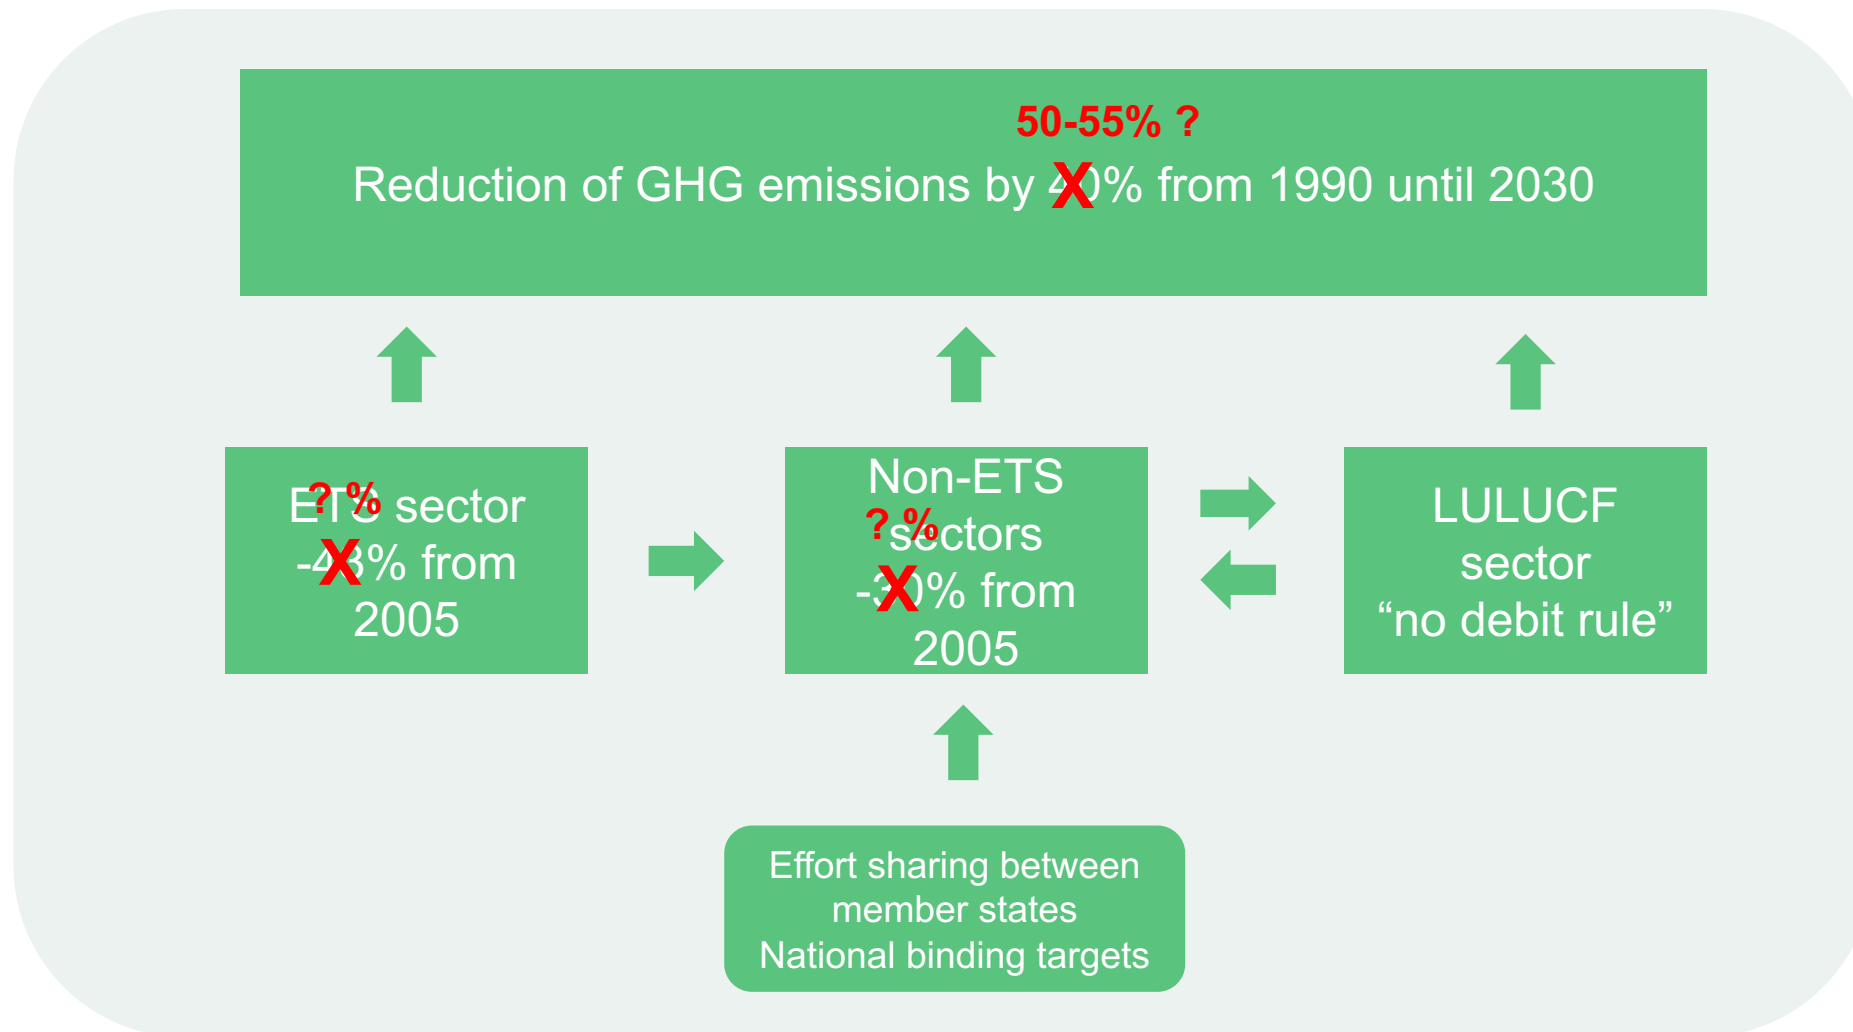 50-55% ?
Reduction of GHG emissions by 40% from 1990 until 2030
X
? %
ETS sector
-43% from
X
2005
Non-ETS
? %
sectors
-30% from
X
2005
LULUCF
sector
“no debit rule”
Effort sharing between
member states
National binding targets